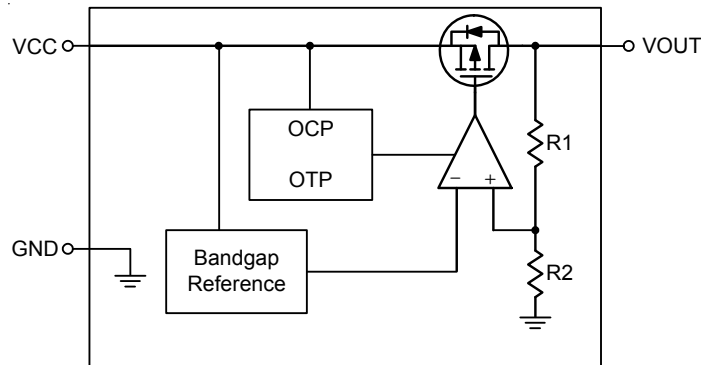 VCC
VOUT
OCP
R1
OTP
− +
GND
Bandgap
Reference
R2